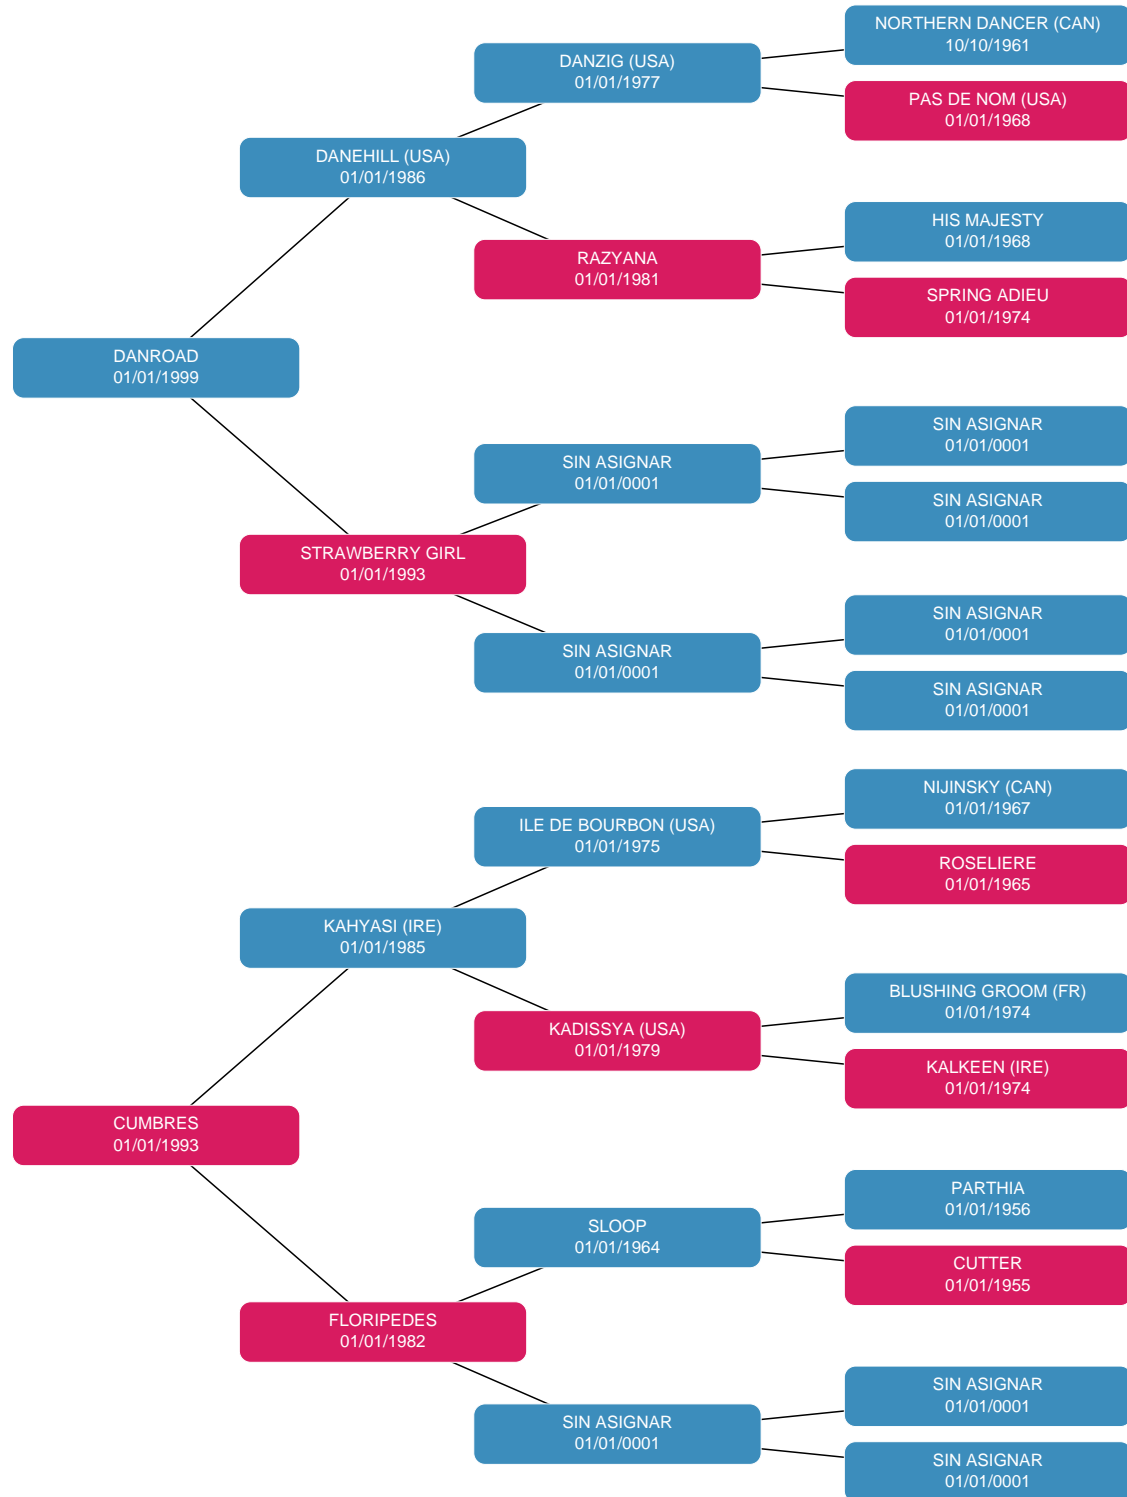 NORTHERN DANCER (CAN)
10/10/1961
DANZIG (USA)
01/01/1977
PAS DE NOM (USA)
01/01/1968
DANEHILL (USA)
01/01/1986
HIS MAJESTY
01/01/1968
RAZYANA
01/01/1981
SPRING ADIEU
01/01/1974
DANROAD
01/01/1999
SIN ASIGNAR
01/01/0001
SIN ASIGNAR
01/01/0001
SIN ASIGNAR
01/01/0001
STRAWBERRY GIRL
01/01/1993
SIN ASIGNAR
01/01/0001
SIN ASIGNAR
01/01/0001
SIN ASIGNAR
01/01/0001
NIJINSKY (CAN)
01/01/1967
ILE DE BOURBON (USA)
01/01/1975
ROSELIERE
01/01/1965
KAHYASI (IRE)
01/01/1985
BLUSHING GROOM (FR)
01/01/1974
KADISSYA (USA)
01/01/1979
KALKEEN (IRE)
01/01/1974
CUMBRES
01/01/1993
PARTHIA
01/01/1956
SLOOP
01/01/1964
CUTTER
01/01/1955
FLORIPEDES
01/01/1982
SIN ASIGNAR
01/01/0001
SIN ASIGNAR
01/01/0001
SIN ASIGNAR
01/01/0001